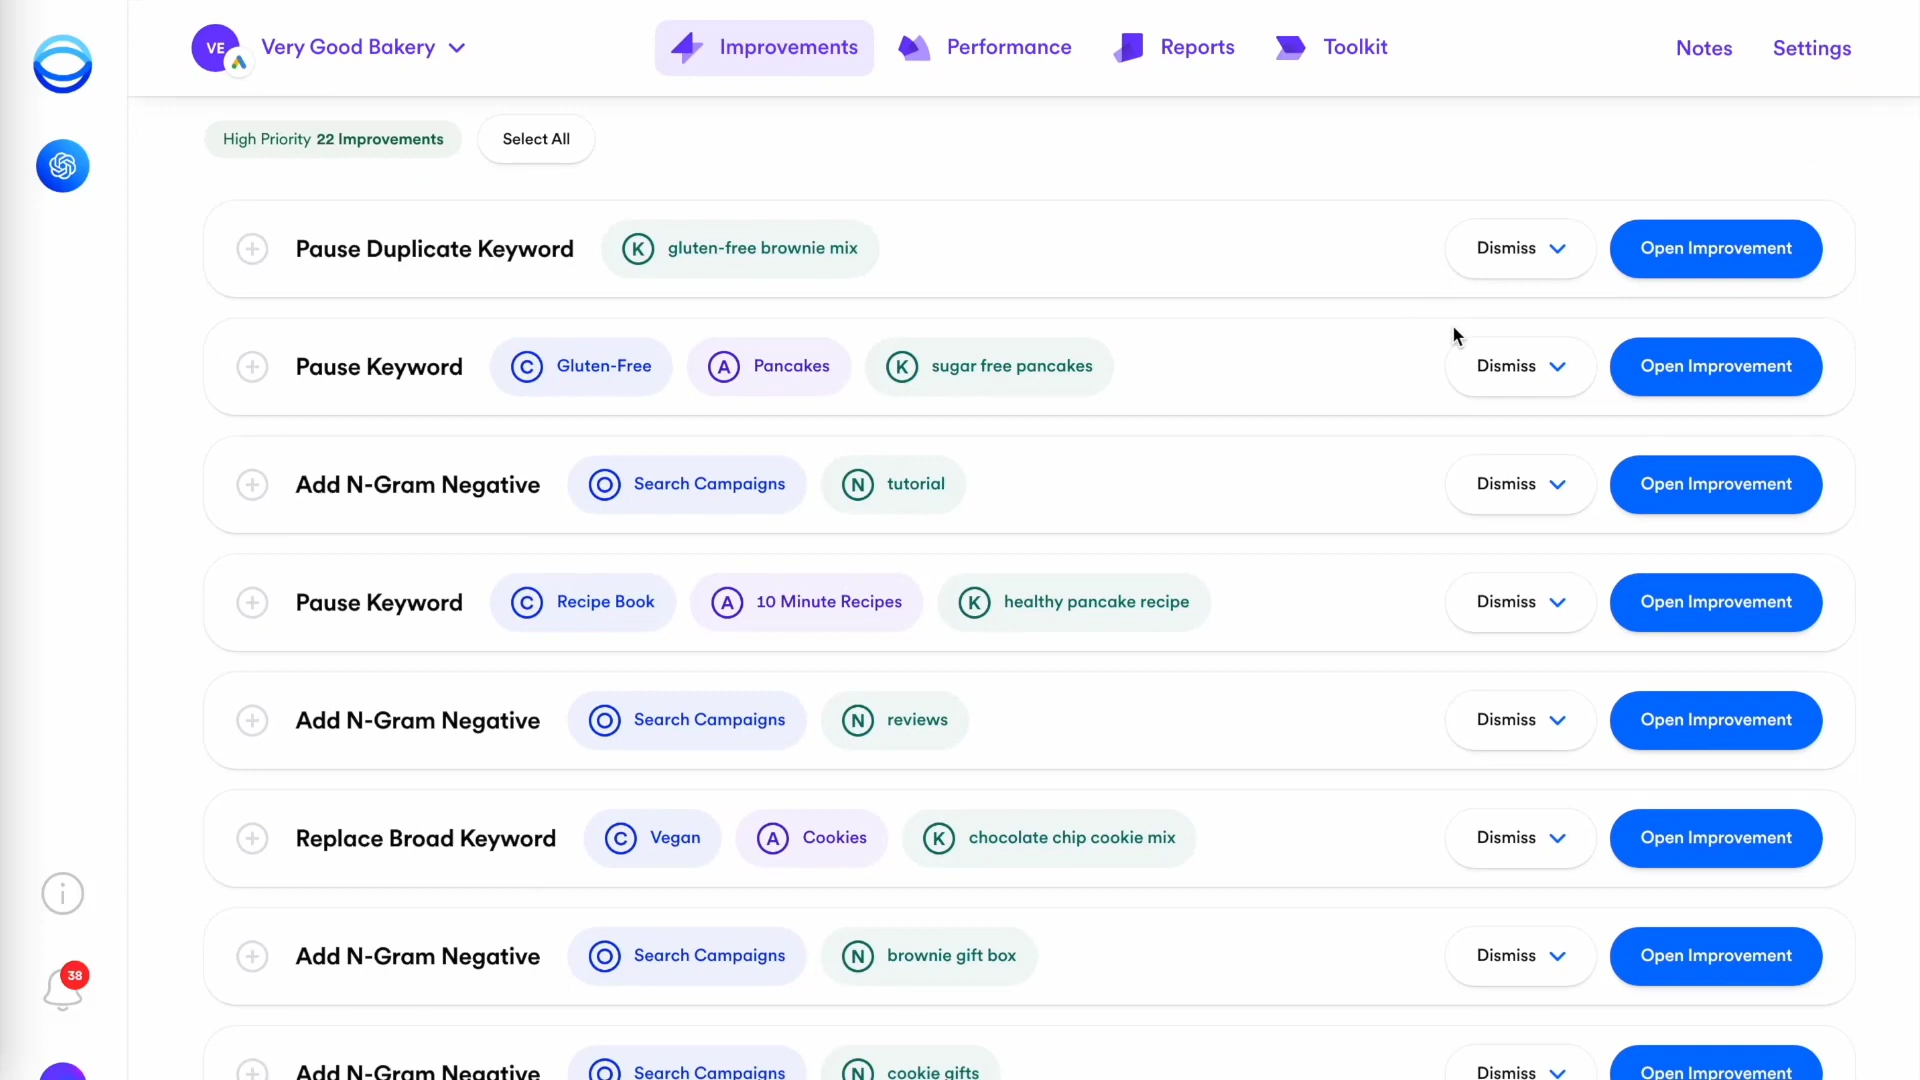 VE Very Good Bakery Improvements Performance Reports Toolkit Notes Settings
High Priority 22 Improvements Select All
Pause Duplicate Keyword K gluten-free brownie mix Dismiss Open Improvement
Pause Keyword C Gluten-Free A Pancakes K sugar free pancakes Dismiss Open Improvement
Add N-Gram Negative O Search Campaigns N tutorial Dismiss Open Improvement
Pause Keyword C Recipe Book A 10 Minute Recipes K healthy pancake recipe Dismiss Open Improvement
Add N-Gram Negative O Search Campaigns N reviews Dismiss Open Improvement
Replace Broad Keyword C Vegan A Cookies K chocolate chip cookie mix Dismiss Open Improvement
Add N-Gram Negative O Search Campaigns N brownie gift box Dismiss Open Improvement
38
Add N-Gram Negative O Search Campaigns N cookie gifts Dismiss Open Improvement